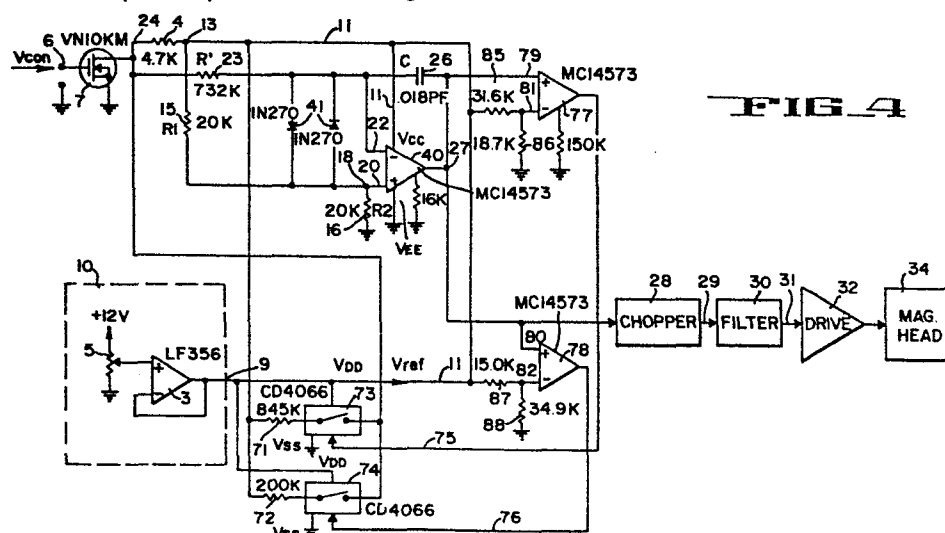 24
4
13
11
VN10KM
6
Vcon
4.7K
7
R'
23
732K
C
26
.018PF
85
79
MC14573
31.6K
81
77
FIG_4
15
R1
20K
1N270
41
1N270
11
22
Vcc
40
27
18.7K
86
150K
18
20
MC14573
20K
R2
16
16K
VEE
10
+12V
5
LF356
3
9
VDD
Vref
11
MC14573
80
78
15.0K
82
87
34.9K
88
28
CHOPPER
29
30
FILTER
31
32
DRIVE
34
MAG.
HEAD
CD4066
73
845K
71
Vss
75
VDD
74
200K
72
CD4066
76